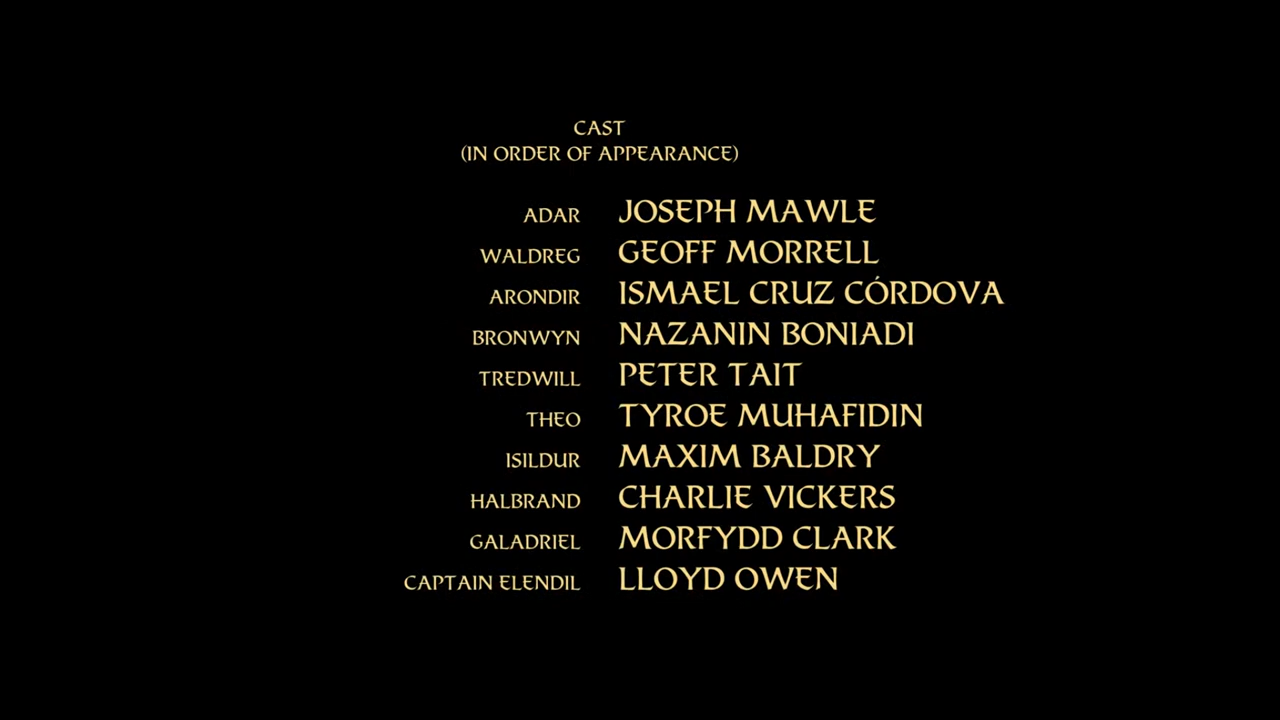 CAST
(IN ORDER OF APPEARANCE)
ADAR JOSEPH MAWLE
WALDREG GEOFF MORRELL
ARONDIR ISMAEL CRUZ CÓRDOVA
BRONWYN NAZANIN BONIADI
TREDWILL PETER TAIT
THEO TYROE MUHAFIDIN
ISILDUR MAXIM BALDRY
HALBRAND CHARLIE VICKERS
GALADRIEL MORFYDD CLARK
CAPTAIN ELENDIL LLOYD OWEN